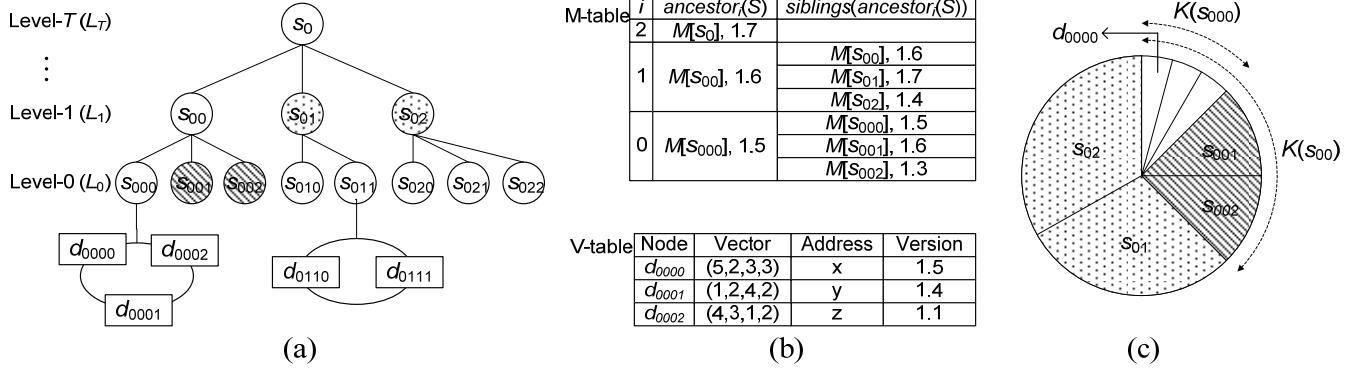 Level-T (L_T)
s_0
Level-1 (L_1)
s_00 s_01 s_02
Level-0 (L_0)
s_000 s_001 s_002 s_010 s_011 s_020 s_021 s_022
d_0000 d_0002 d_0110 d_0111
d_0001
(a)
M-table
i ancestor_i(S) siblings(ancestor_i(S))
2 M[s_0], 1.7
1 M[s_00], 1.6
M[s_00], 1.6
M[s_01], 1.7
M[s_02], 1.4
0 M[s_000], 1.5
M[s_000], 1.5
M[s_001], 1.6
M[s_002], 1.3
V-table
Node Vector Address Version
d_0000 (5,2,3,3) x 1.5
d_0001 (1,2,4,2) y 1.4
d_0002 (4,3,1,2) z 1.1
(b)
K(s_000)
d_0000
s_02
s_001
K(s_00)
s_002
s_01
(c)